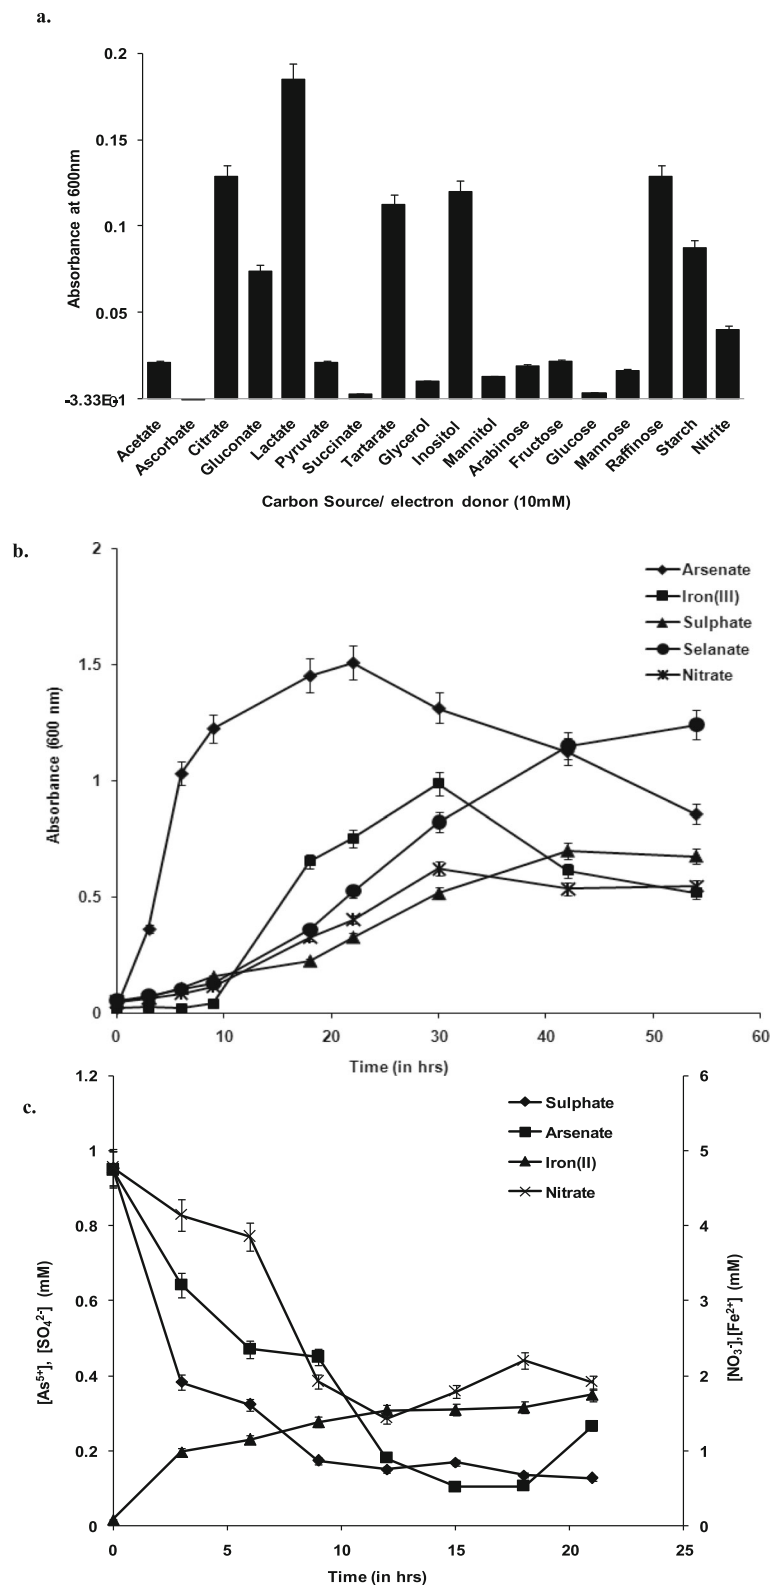 a.
0.2
0.15
0.1
0.05
-3.33E-1
Absorbance at 600nm
Acetate
Ascorbate
Citrate
Gluconate
Lactate
Pyruvate
Succinate
Tartarate
Glycerol
Inositol
Mannitol
Arabinose
Fructose
Glucose
Mannose
Raffinose
Starch
Nitrite
Carbon Source/ electron donor (10mM)
b.
2
1.5
1
0.5
0
Absorbance (600 nm)
Arsenate
Iron(III)
Sulphate
Selanate
Nitrate
0 10 20 30 40 50 60
Time (in hrs)
c.
1.2
1
0.8
0.6
0.4
0.2
0
[As⁵⁺], [SO₄²⁻] (mM)
Sulphate
Arsenate
Iron(II)
Nitrate
6
5
4
3
2
1
0
[NO₃⁻],[Fe²⁺] (mM)
0 5 10 15 20 25
Time (in hrs)